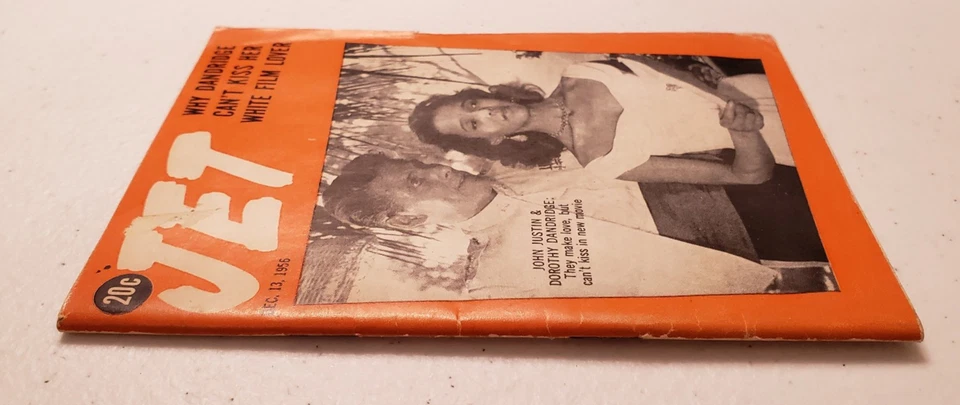 WHY DANDRIDGE
CAN'T KISS HER
WHITE FILM LOVER
JET
20c
EC. 13, 1956
JOHN JUSTIN &
DOROTHY DANDRIDGE:
They make love, but
can't kiss in new movie